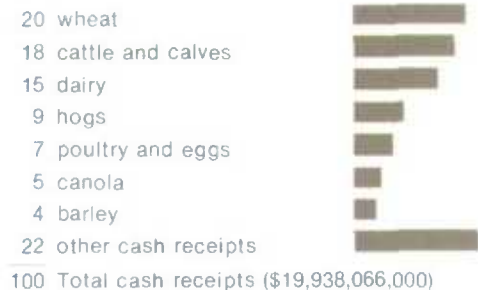 20 wheat
18 cattle and calves
15 dairy
9 hogs
7 poultry and eggs
5 canola
4 barley
22 other cash receipts
100 Total cash receipts ($19,938,066,000)